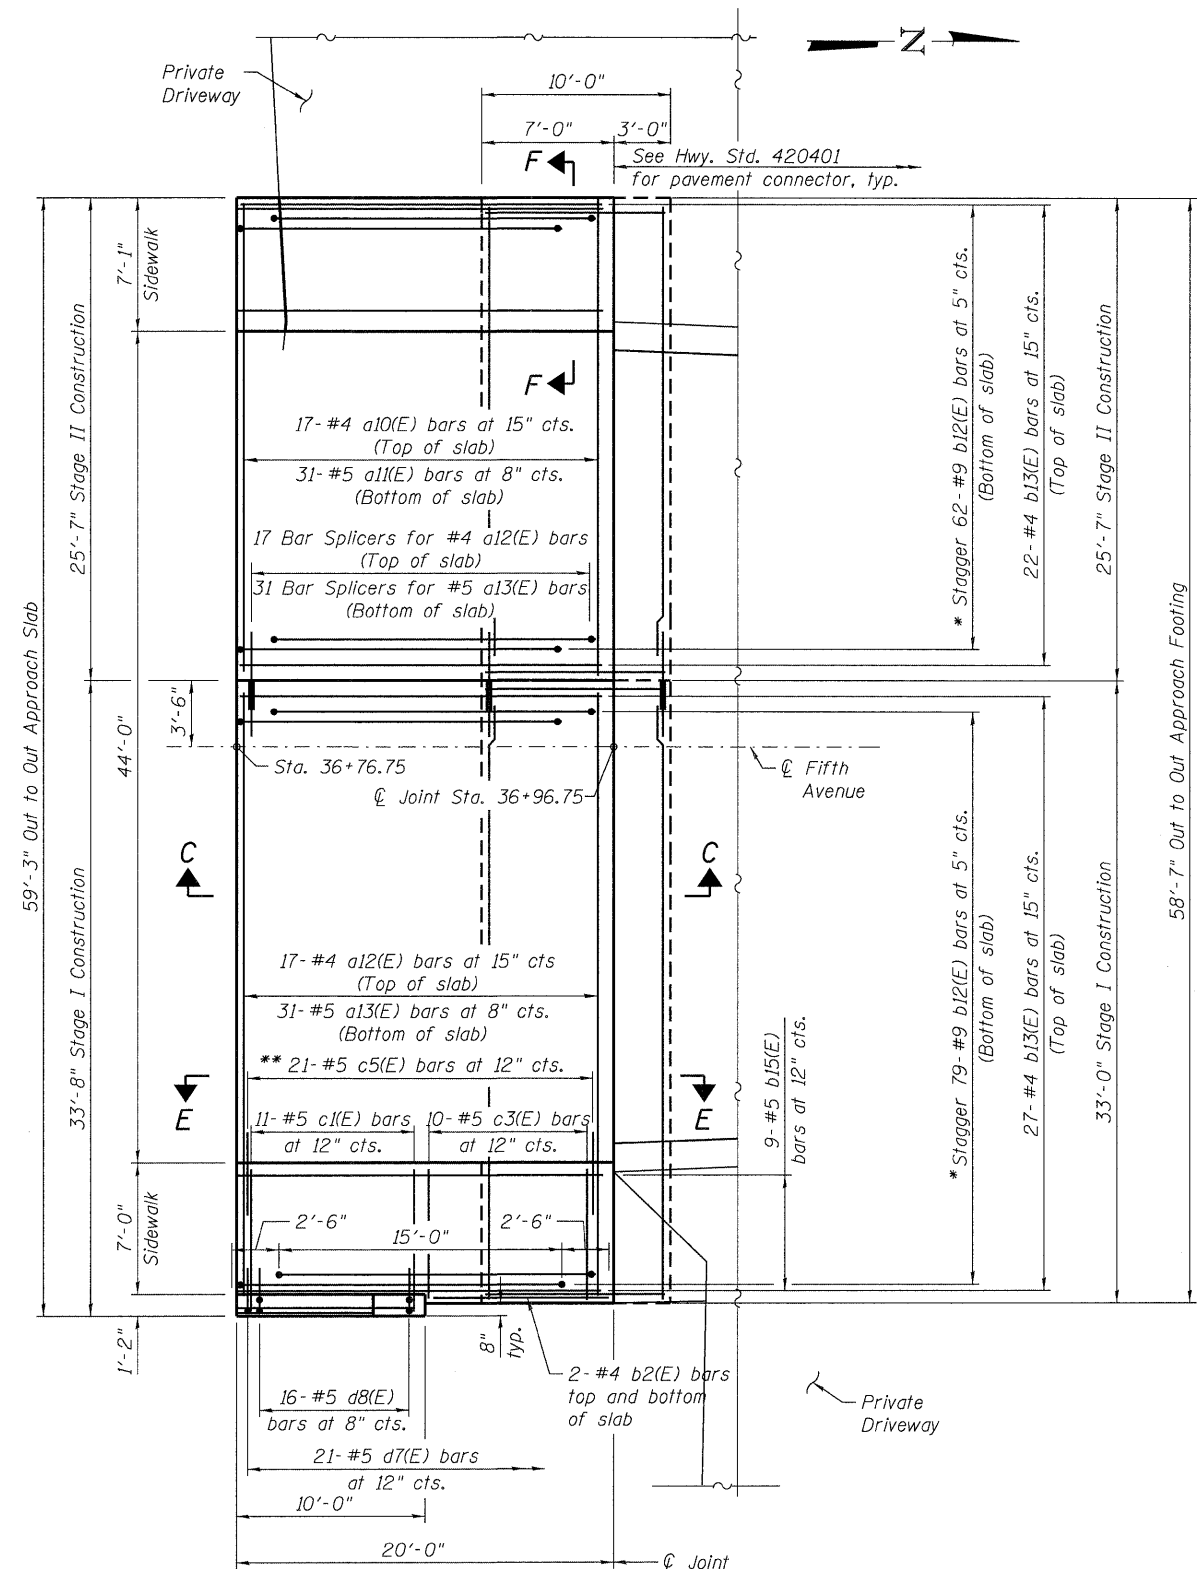 N
Private
Driveway
10'-0"
7'-0"
3'-0"
F
See Hwy. Std. 420401
for pavement connector, typ.
7'-1"
Sidewalk
25'-7" Stage II Construction
59'-3" Out to Out Approach Slab
44'-0"
33'-8" Stage I Construction
7'-0"
Sidewalk
1'-2"
F
17-#4 a10(E) bars at 15" cts.
(Top of slab)
31-#5 a11(E) bars at 8" cts.
(Bottom of slab)
17 Bar Splicers for #4 a12(E) bars
(Top of slab)
31 Bar Splicers for #5 a13(E) bars
(Bottom of slab)
3'-6"
Sta. 36+76.75
℄ Joint Sta. 36+96.75
℄ Fifth
Avenue
C
C
17-#4 a12(E) bars at 15" cts
(Top of slab)
31-#5 a13(E) bars at 8" cts.
(Bottom of slab)
** 21-#5 c5(E) bars at 12" cts.
E
E
11-#5 c1(E) bars
at 12" cts.
10-#5 c3(E) bars
at 12" cts.
2'-6"
15'-0"
2'-6"
8"
typ.
9-#5 b15(E)
bars at 12" cts.
* Stagger 62-#9 b12(E) bars at 5" cts.
(Bottom of slab)
22-#4 b13(E) bars at 15" cts.
(Top of slab)
25'-7" Stage II Construction
*Stagger 79-#9 b12(E) bars at 5" cts.
(Bottom of slab)
27-#4 b13(E) bars at 15" cts.
(Top of slab)
33'-0" Stage I Construction
58'-7" Out to Out Approach Footing
2-#4 b2(E) bars
top and bottom
of slab
Private
Driveway
16-#5 d8(E)
bars at 8" cts.
21-#5 d7(E) bars
at 12" cts.
10'-0"
20'-0"
℄ Joint